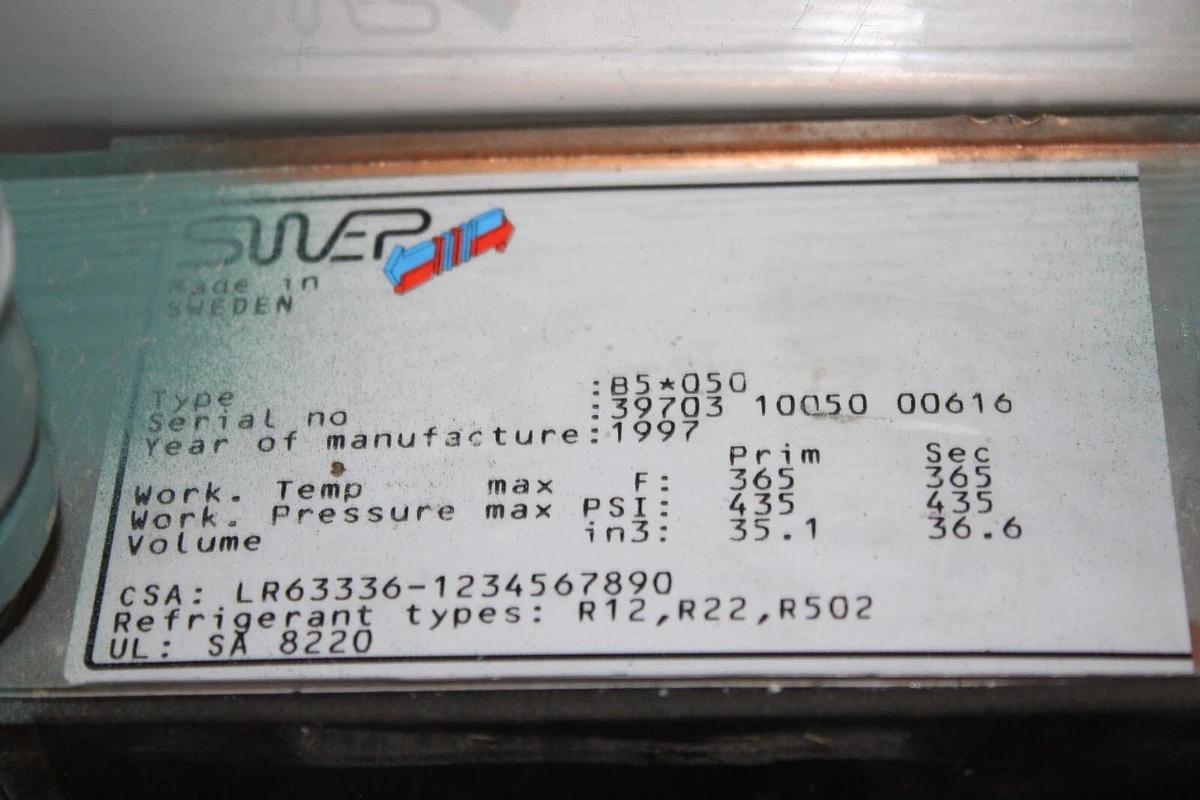 SWEP
Made in
SWEDEN
Type :B5*050
Serial no :39703 10050 00616
Year of manufacture:1997
Prim Sec
Work. Temp max F: 365 365
Work. Pressure max PSI: 435 435
Volume in3: 35.1 36.6
CSA: LR63336-1234567890
Refrigerant types: R12,R22,R502
UL: SA 8220